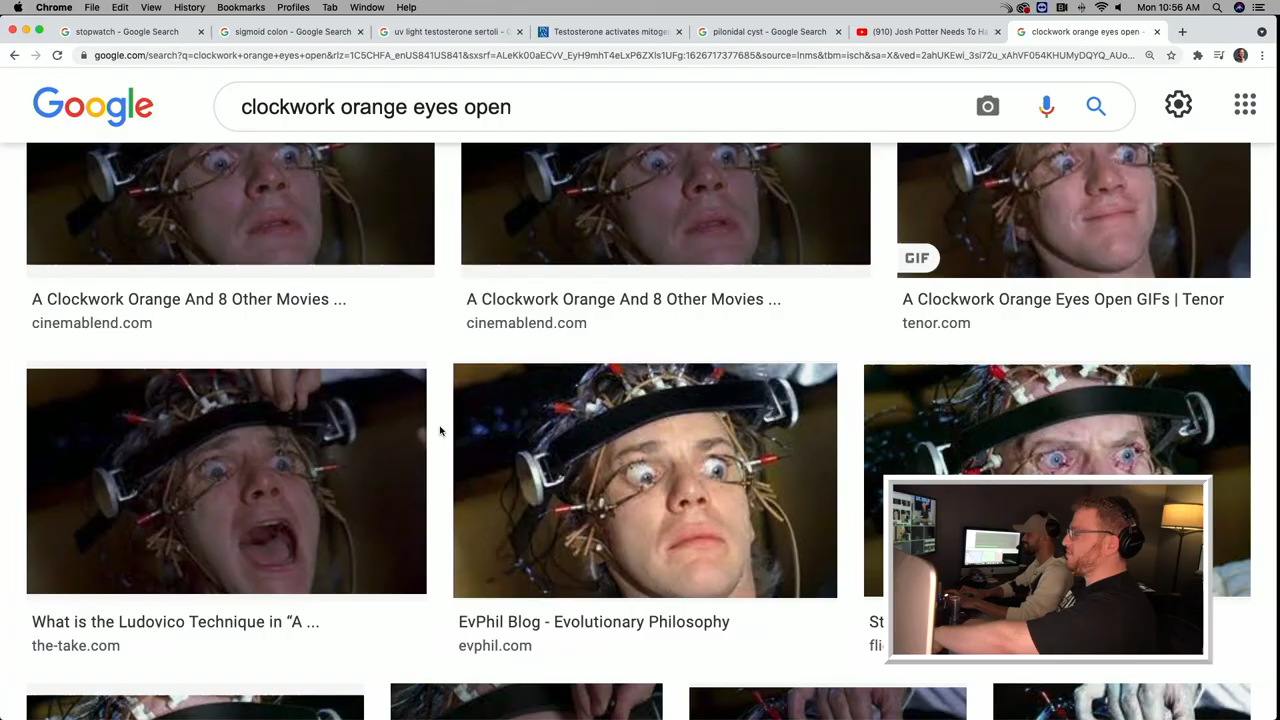 Chrome File Edit View History Bookmarks Profiles Tab Window Help
Mon 10:56 AM
stopwatch - Google Search
sigmoid colon - Google Search
uv light testosterone sertoli - G
Testosterone activates mitoge
pilonidal cyst - Google Search
(910) Josh Potter Needs To Ha
clockwork orange eyes open -
Google
clockwork orange eyes open
GIF
A Clockwork Orange And 8 Other Movies ...
cinemablend.com
A Clockwork Orange And 8 Other Movies ...
cinemablend.com
A Clockwork Orange Eyes Open GIFs | Tenor
tenor.com
What is the Ludovico Technique in “A ...
the-take.com
EvPhil Blog - Evolutionary Philosophy
evphil.com
St
fli